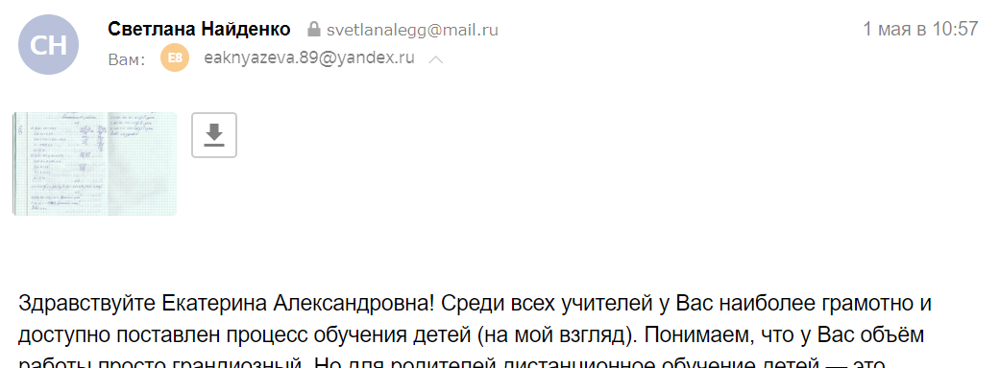 СН
Светлана Найденко svetlanalegg@mail.ru
1 мая в 10:57
Вам: Е8 eaknyazeva.89@yandex.ru
Здравствуйте Екатерина Александровна! Среди всех учителей у Вас наиболее грамотно и
доступно поставлен процесс обучения детей (на мой взгляд). Понимаем, что у Вас объём
работы просто грандиозный. Но для родителей дистанционное обучение детей — это